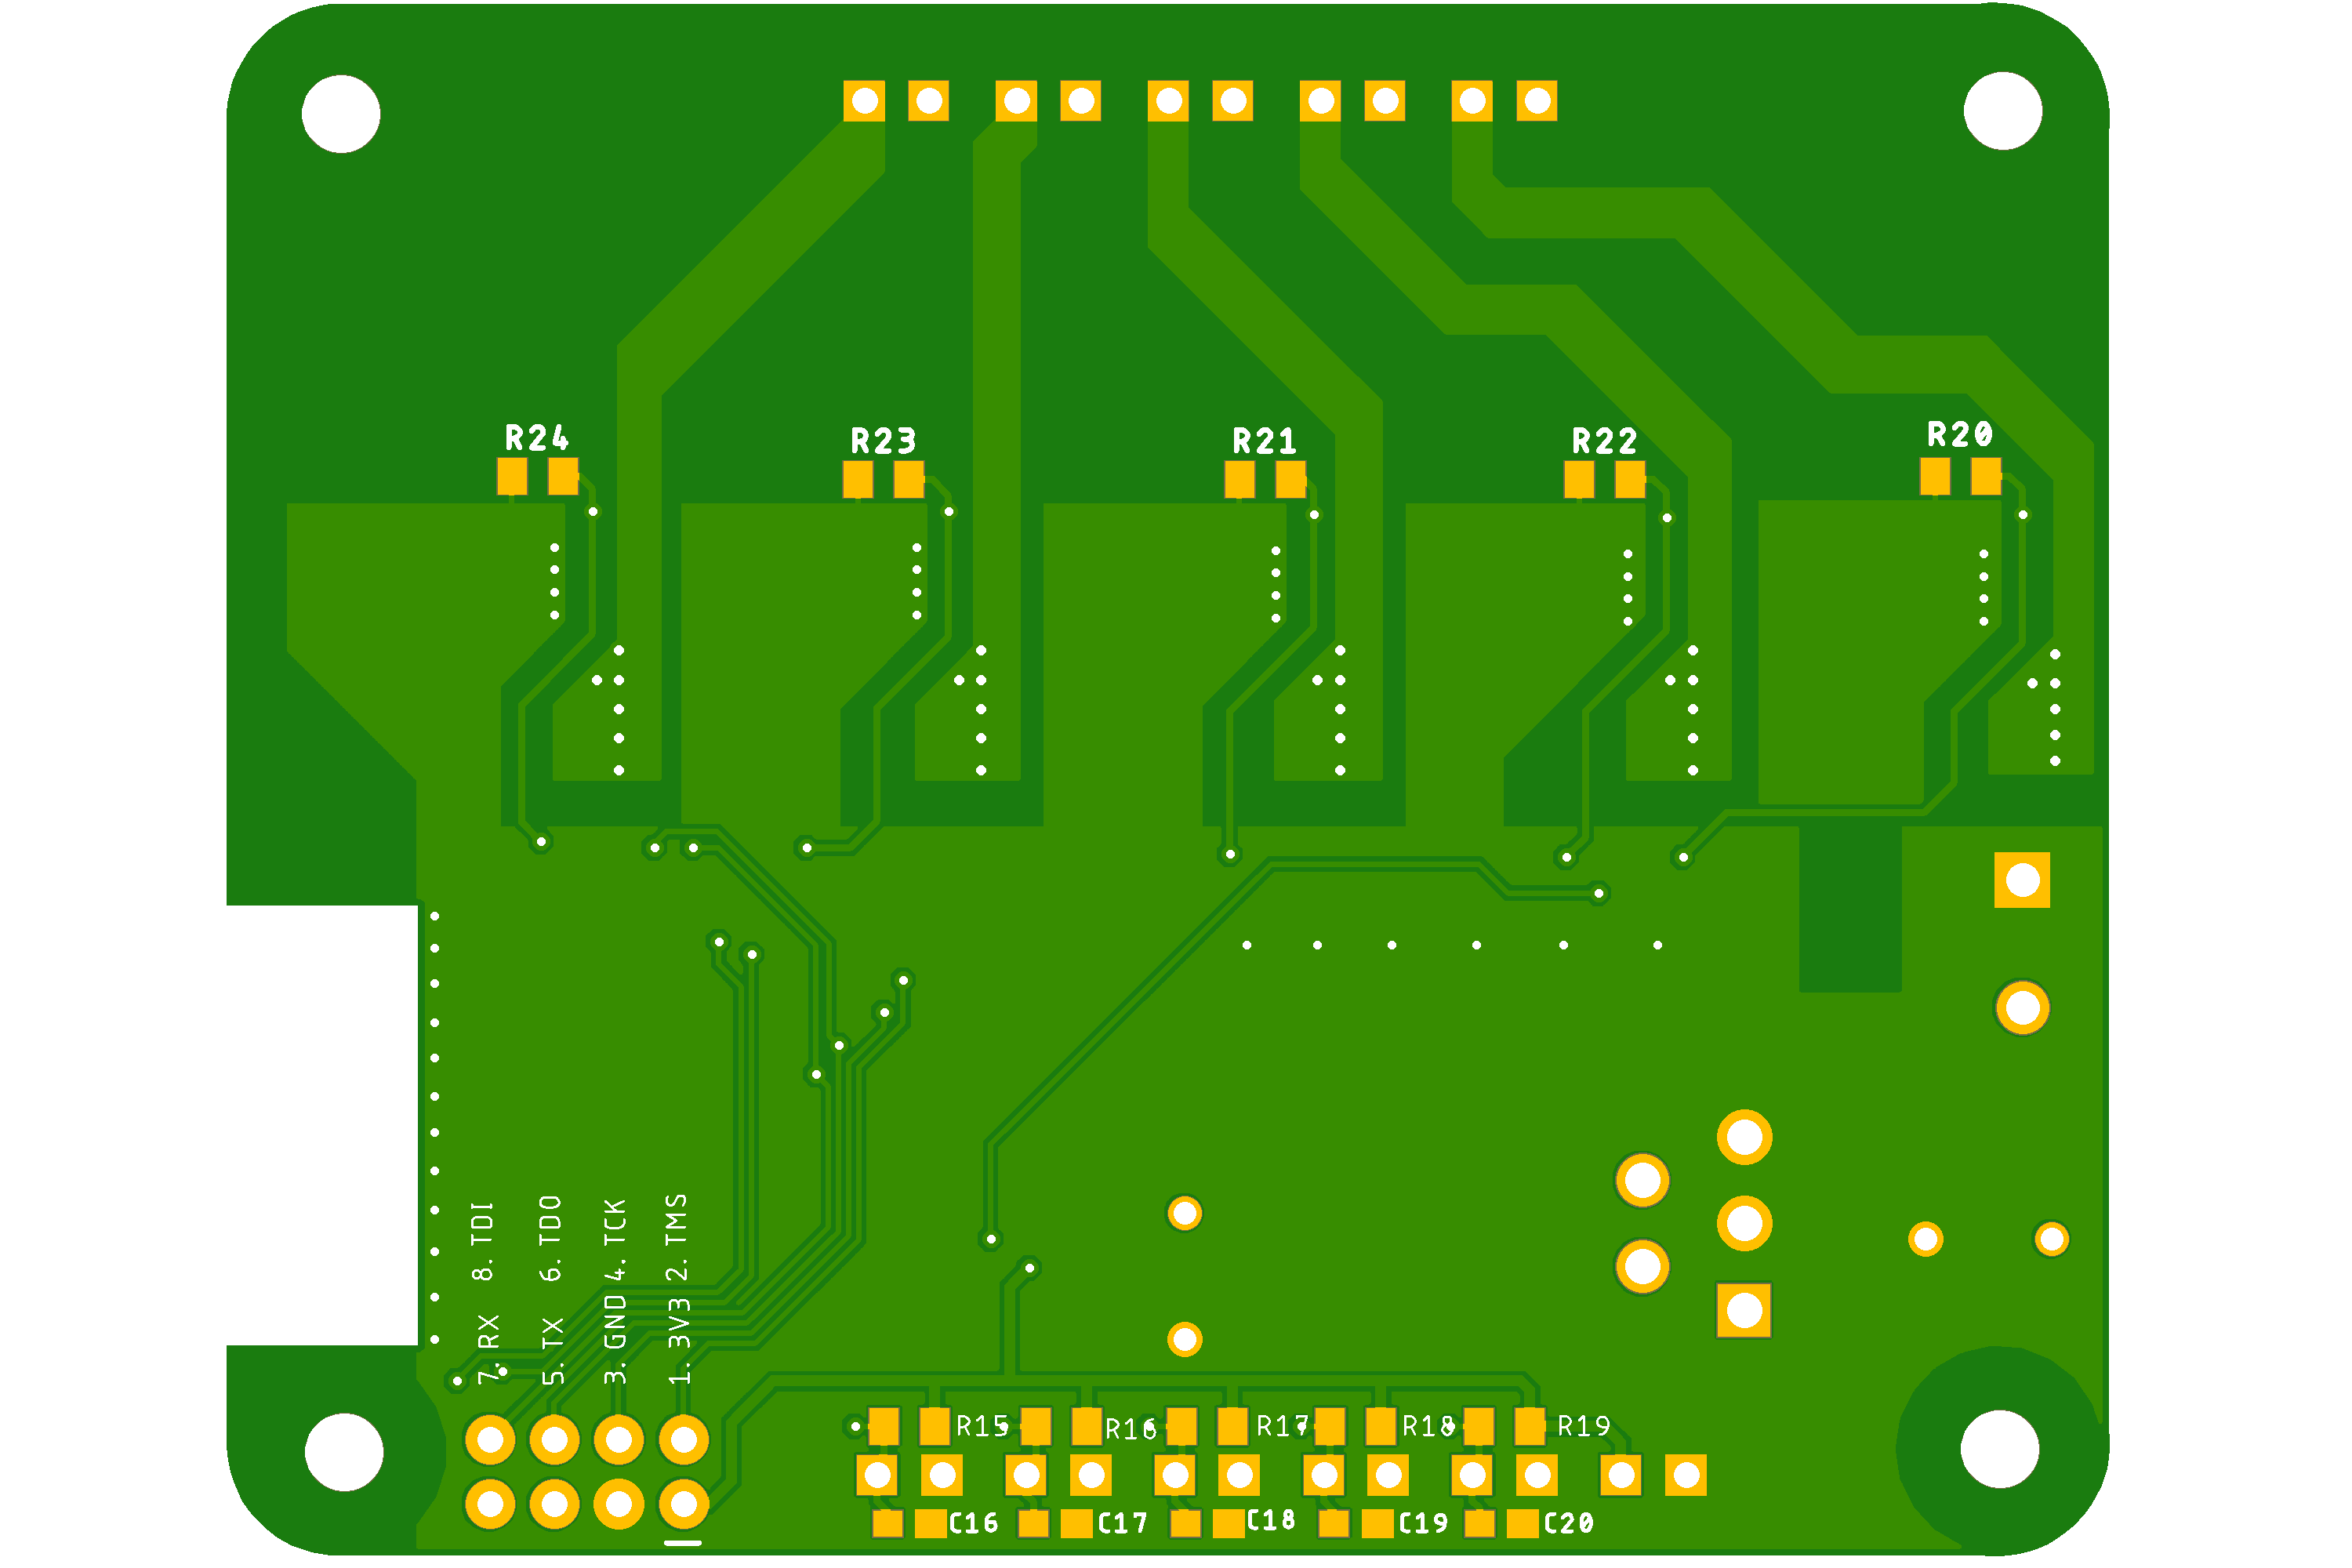 R24 R23 R21 R22 R20
7. RX 8. TDI
5. TX 6. TDO
3.GND 4.TCK
1.3V3 2.TMS
R15 R16 R17 R18 R19
C16 C17 C18 C19 C20